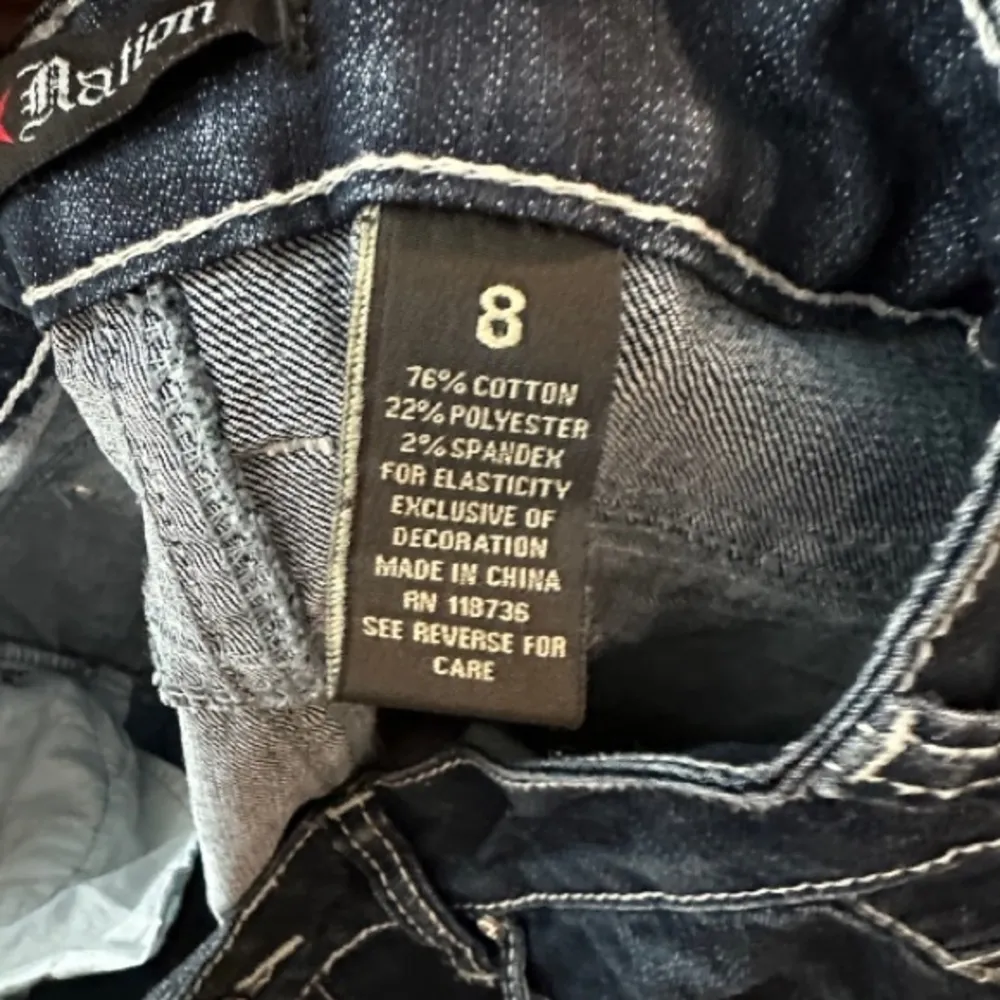 Nation
8
76% COTTON
22% POLYESTER
2% SPANDEX
FOR ELASTICITY
EXCLUSIVE OF
DECORATION
MADE IN CHINA
RN 118736
SEE REVERSE FOR
CARE